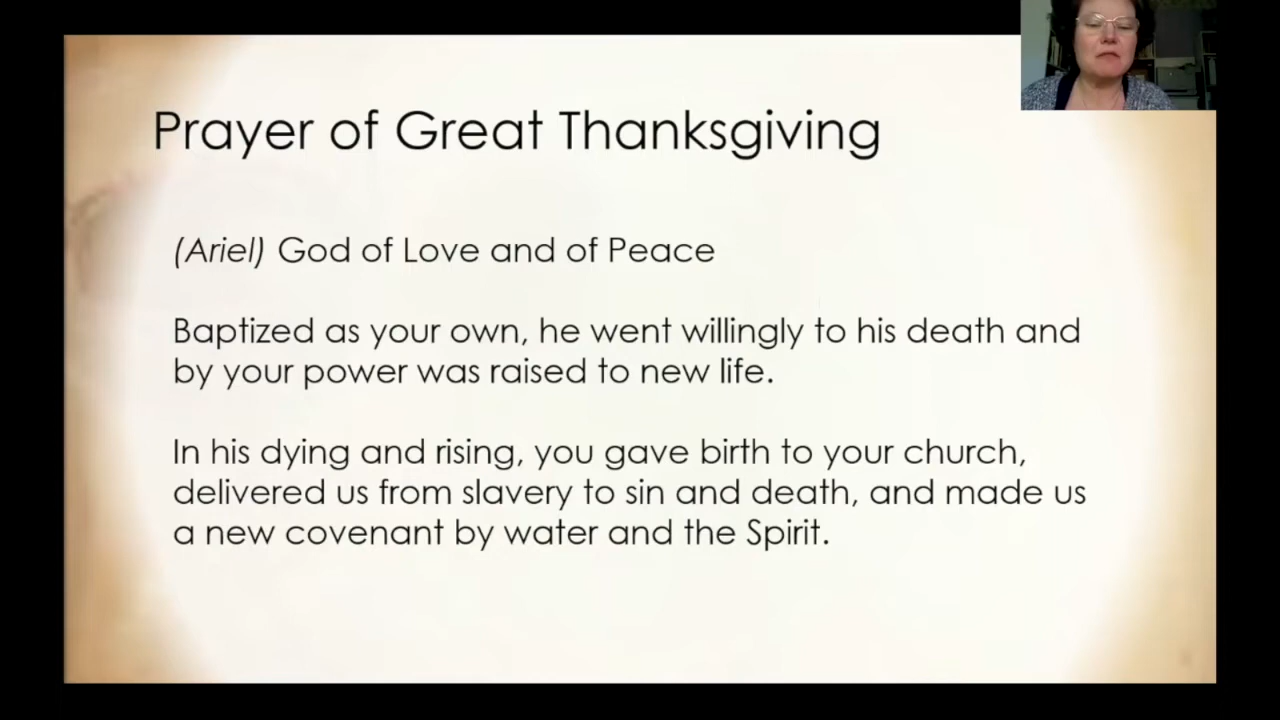 Prayer of Great Thanksgiving
(Ariel) God of Love and of Peace
Baptized as your own, he went willingly to his death and
by your power was raised to new life.
In his dying and rising, you gave birth to your church,
delivered us from slavery to sin and death, and made us
a new covenant by water and the Spirit.